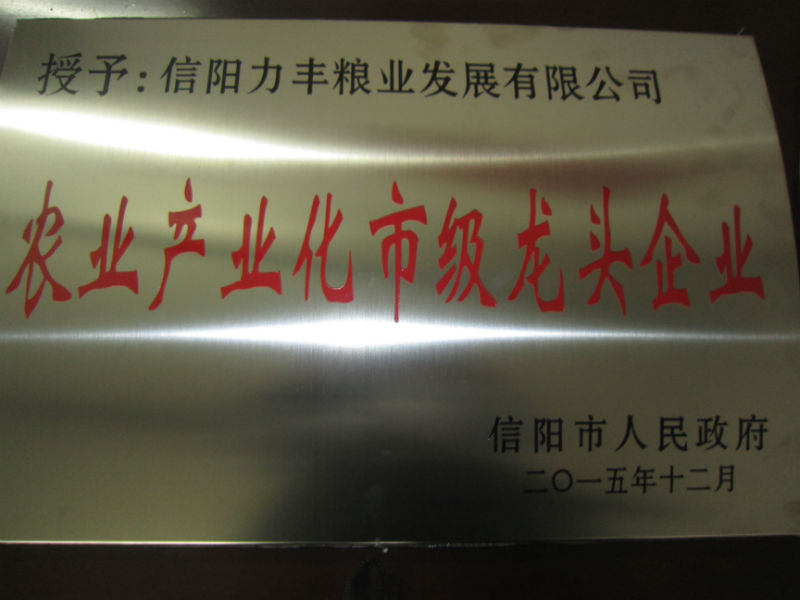 授予:信阳力丰粮业发展有限公司
农业产业化市级龙头企业
信阳市人民政府
二〇一五年十二月